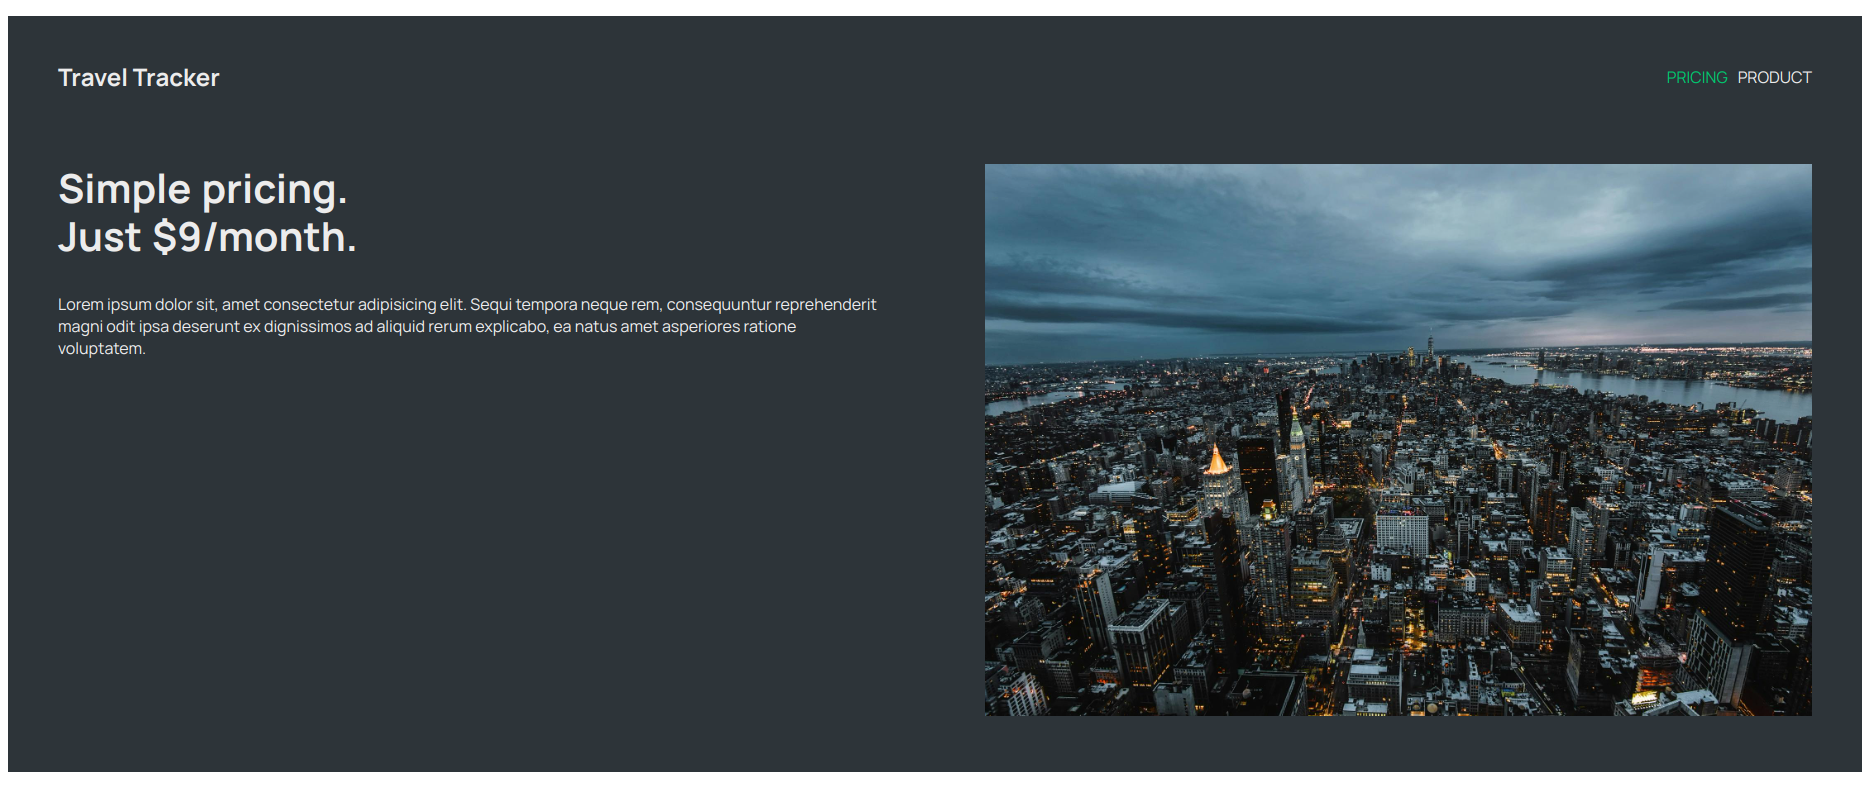 Travel Tracker
PRICING PRODUCT
Simple pricing.
Just $9/month.
Lorem ipsum dolor sit, amet consectetur adipisicing elit. Sequi tempora neque rem, consequuntur reprehenderit
magni odit ipsa deserunt ex dignissimos ad aliquid rerum explicabo, ea natus amet asperiores ratione
voluptatem.